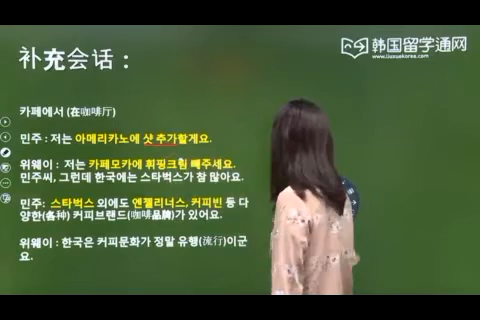 补充会话：
韩国留学通网
www.liuxuekorea.com
카페에서 (在咖啡厅)
민주 : 저는 아메리카노에 샷 추가할게요.
위웨이 : 저는 카페모카에 휘핑크림 빼주세요.
민주씨, 그런데 한국에는 스타벅스가 참 많아요.
민주: 스타벅스 외에도 엔젤리너스, 커피빈 등 다
양한(各种) 커피브랜드(咖啡品牌)가 있어요.
위웨이 : 한국은 커피문화가 정말 유행(流行)이군
요.